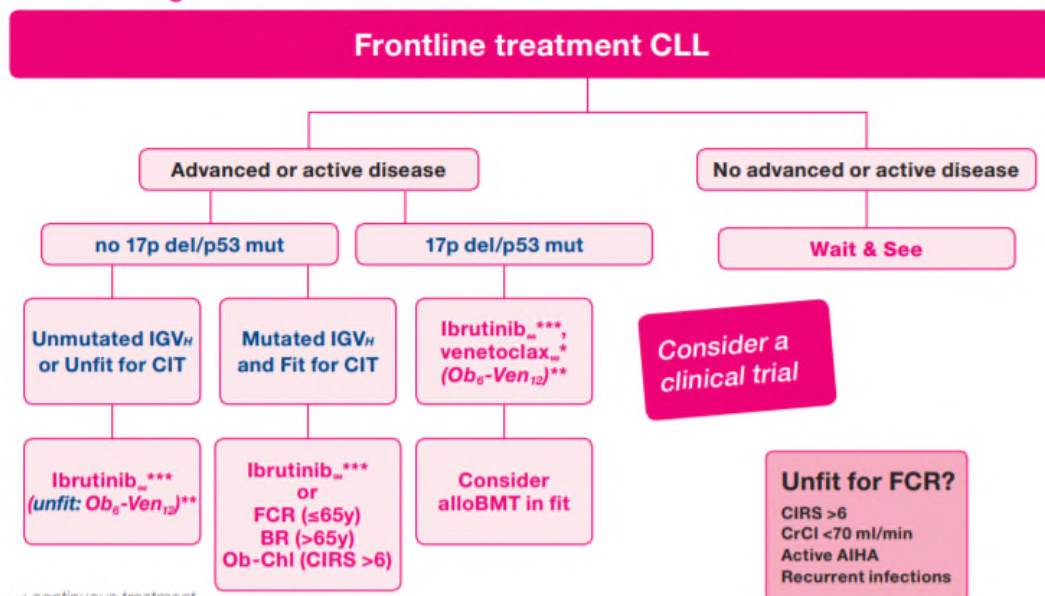 Frontline treatment CLL
Advanced or active disease
No advanced or active disease
no 17p del/p53 mut
17p del/p53 mut
Wait & See
Unmutated IGVH
or Unfit for CIT
Mutated IGVH
and Fit for CIT
Ibrutinib∞***,
venetoclax∞*
(Ob6-Ven12)**
Consider a
clinical trial
Ibrutinib∞***
(unfit: Ob6-Ven12)**
Ibrutinib∞***
or
FCR (≤65y)
BR (>65y)
Ob-Chl (CIRS >6)
Consider
alloBMT in fit
Unfit for FCR?
CIRS >6
CrCl <70 ml/min
Active AIHA
Recurrent infections